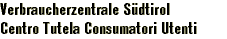 Verbraucherzentrale Südtirol
Centro Tutela Consumatori Utenti